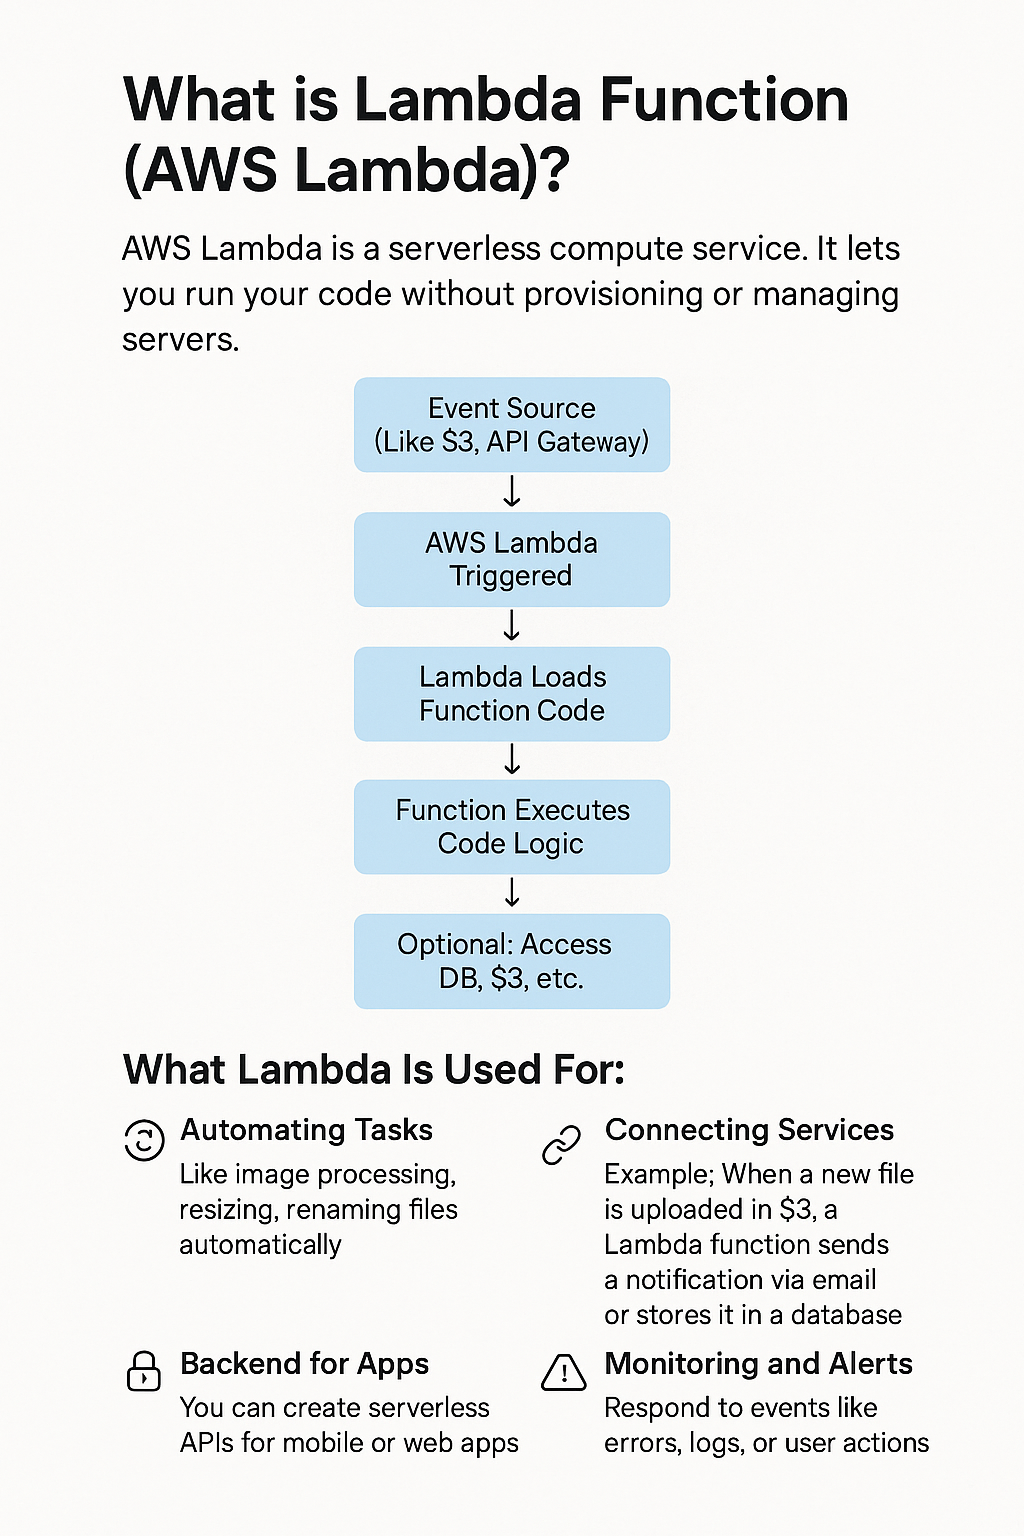 What is Lambda Function
(AWS Lambda)?
AWS Lambda is a serverless compute service. It lets
you run your code without provisioning or managing
servers.
Event Source
(Like $3, API Gateway)
AWS Lambda
Triggered
Lambda Loads
Function Code
Function Executes
Code Logic
Optional: Access
DB, $3, etc.
What Lambda Is Used For:
Automating Tasks
Like image processing,
resizing, renaming files
automatically
Connecting Services
Example; When a new file
is uploaded in $3, a
Lambda function sends
a notification via email
or stores it in a database
Backend for Apps
You can create serverless
APIs for mobile or web apps
Monitoring and Alerts
Respond to events like
errors, logs, or user actions